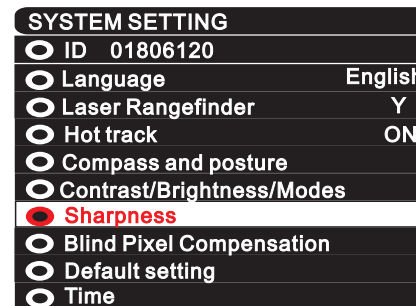 SYSTEM SETTING
ID 01806120
Language English
Laser Rangefinder Y
Hot track ON
Compass and posture
Contrast/Brightness/Modes
Sharpness
Blind Pixel Compensation
Default setting
Time